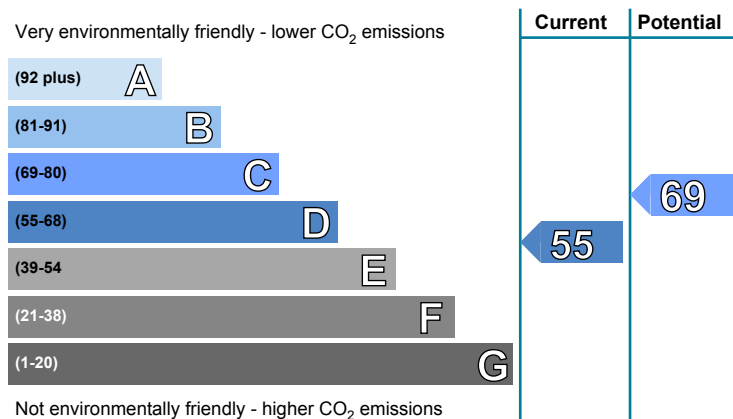 Current Potential
Very environmentally friendly - lower CO2 emissions
(92 plus) A
(81-91) B
(69-80) C
69
(55-68) D
55
(39-54 E
(21-38) F
(1-20) G
Not environmentally friendly - higher CO2 emissions